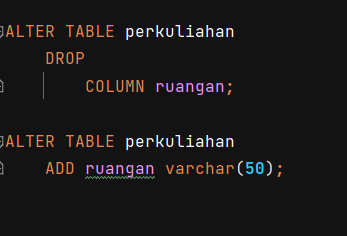 ALTER TABLE perkuliahan
DROP
COLUMN ruangan;
ALTER TABLE perkuliahan
ADD ruangan varchar(50);